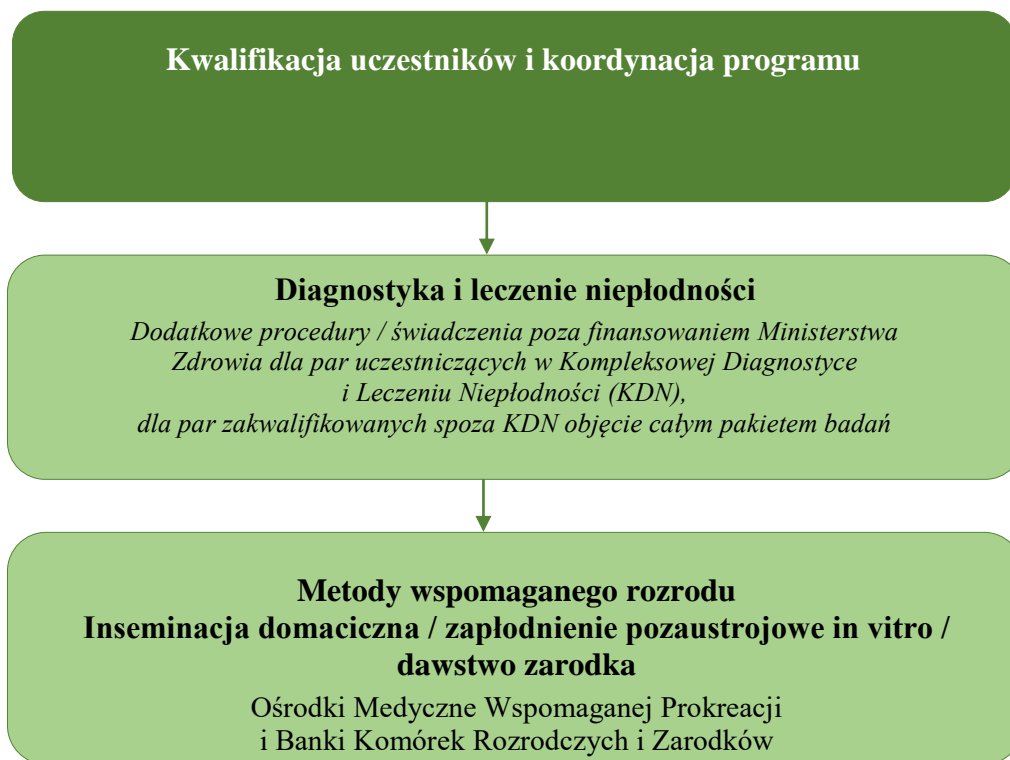 Kwalifikacja uczestników i koordynacja programu
Diagnostyka i leczenie niepłodności
Dodatkowe procedury / świadczenia poza finansowaniem Ministerstwa
Zdrowia dla par uczestniczących w Kompleksowej Diagnostyce
i Leczeniu Niepłodności (KDN),
dla par zakwalifikowanych spoza KDN objęcie całym pakietem badań
Metody wspomaganego rozrodu
Inseminacja domaciczna / zapłodnienie pozaustrojowe in vitro /
dawstwo zarodka
Ośrodki Medyczne Wspomaganej Prokreacji
i Banki Komórek Rozrodczych i Zarodków